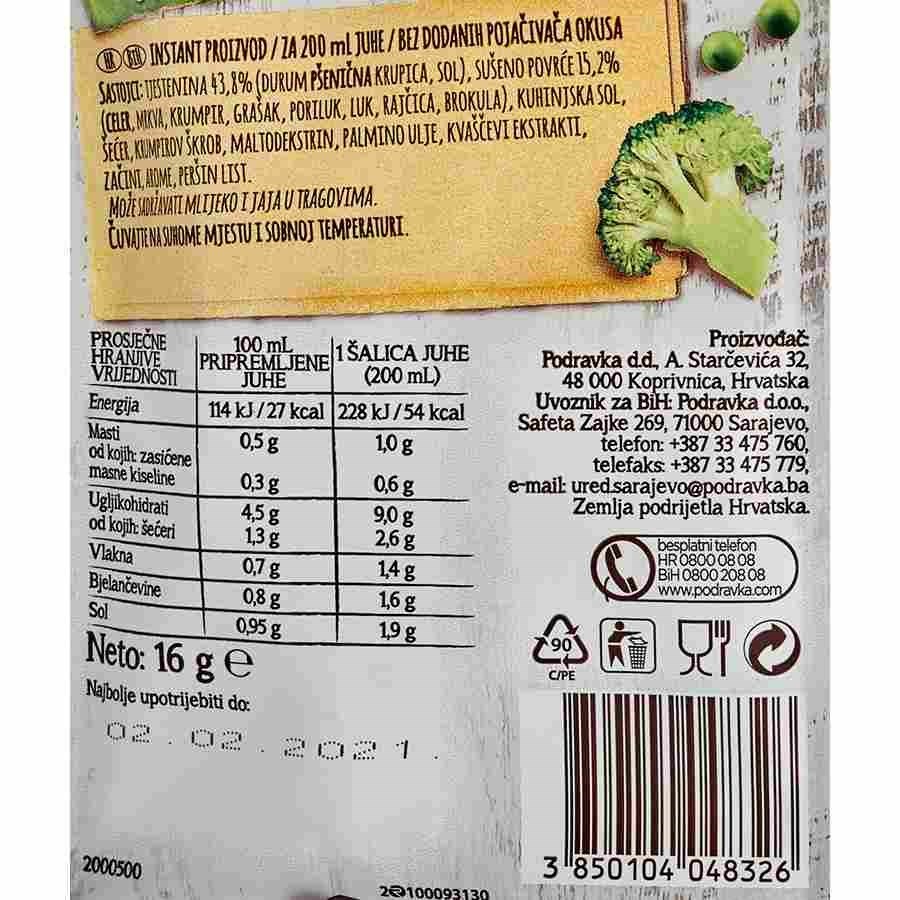 HR BIH INSTANT PROIZVOD / ZA 200 mL JUHE / BEZ DODANIH POJAČIVAČA OKUSA
SASTOJCI: TJESTENINA 43,8% (DURUM PŠENIČNA KRUPICA, SOL), SUŠENO POVRĆE 15,2%
(CELER, MRKVA, KRUMPIR, GRAŠAK, PORILUK, LUK, RAJČICA, BROKULA), KUHINJSKA SOL,
ŠEĆER, KRUMPIROV ŠKROB, MALTODEKSTRIN, PALMINO ULJE, KVAŠČEVI EKSTRAKTI,
ZAČINI, AROME, PERŠIN LIST.
MOŽE SADRŽAVATI MLIJEKO I JAJA U TRAGOVIMA.
ČUVAJTE NA SUHOME MJESTU I SOBNOJ TEMPERATURI.
PROSJEČNE
HRANJIVE
VRIJEDNOSTI
100 mL
PRIPREMLJENE
JUHE
1 ŠALICA JUHE
(200 mL)
Energija 114 kJ / 27 kcal 228 kJ / 54 kcal
Masti 0,5 g 1,0 g
od kojih: zasićene
masne kiseline 0,3 g 0,6 g
Ugljikohidrati 4,5 g 9,0 g
od kojih: šećeri 1,3 g 2,6 g
Vlakna 0,7 g 1,4 g
Bjelančevine 0,8 g 1,6 g
Sol 0,95 g 1,9 g
Neto: 16 g e
Najbolje upotrijebiti do:
02.02.2021.
2000500
Proizvođač:
Podravka d.d., A. Starčevića 32,
48 000 Koprivnica, Hrvatska
Uvoznik za BiH: Podravka d.o.o.,
Safeta Zajke 269, 71000 Sarajevo,
telefon: +387 33 475 760,
telefaks: +387 33 475 779,
e-mail: ured.sarajevo@podravka.ba
Zemlja podrijetla Hrvatska.
besplatni telefon
HR 0800 08 08
BiH 0800 208 08
www.podravka.com
90
C/PE
3 850104 048326
2 100093130